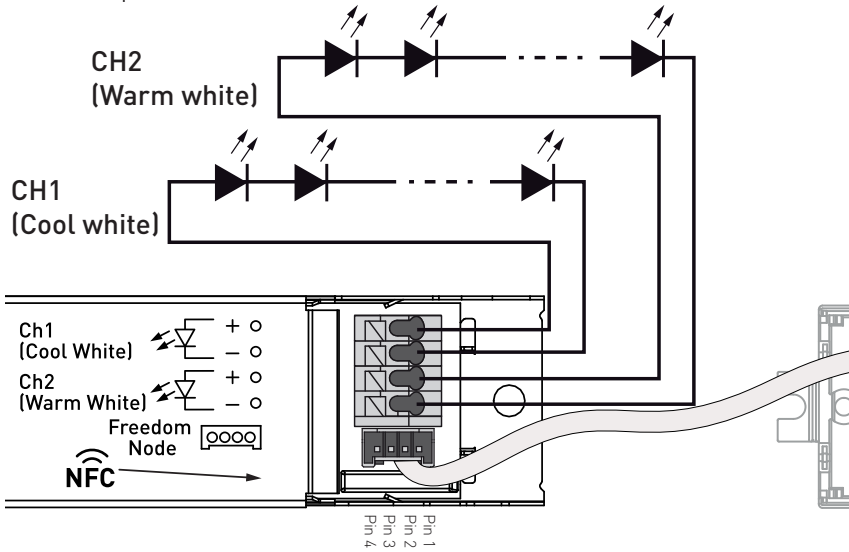 CH2
(Warm white)
CH1
(Cool white)
Ch1
(Cool White)
+
−
Ch2
(Warm White)
+
−
Freedom
Node
NFC
Pin 1
Pin 2
Pin 3
Pin 4